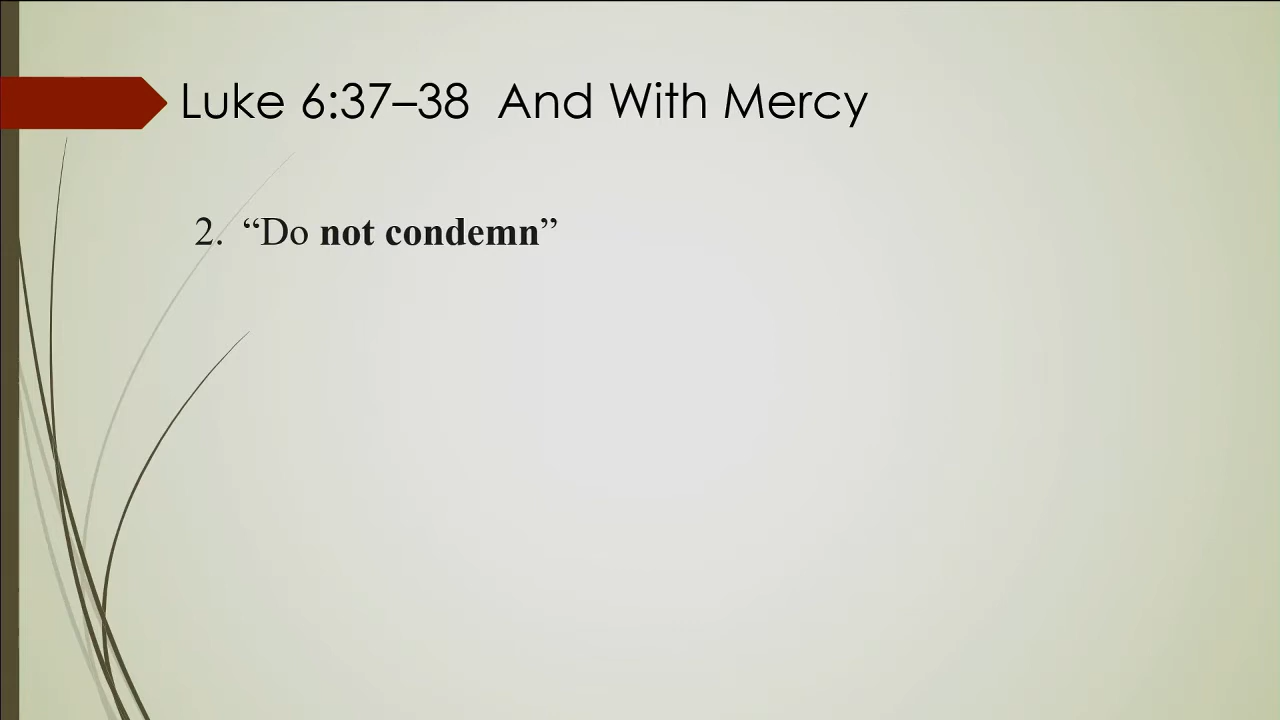 Luke 6:37–38  And With Mercy
2. “Do not condemn”